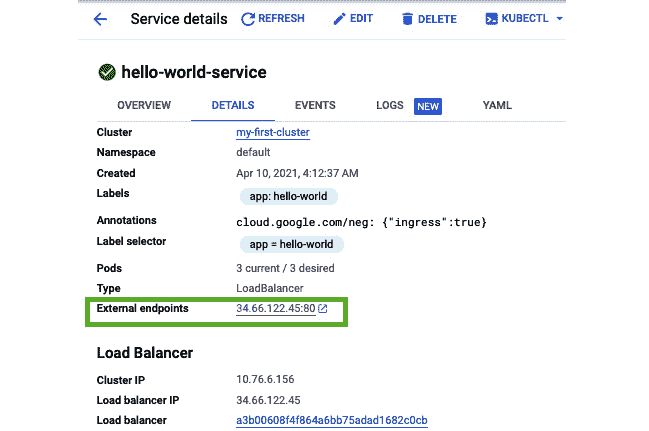 Service details REFRESH EDIT DELETE KUBECTL
hello-world-service
OVERVIEW DETAILS EVENTS LOGS NEW YAML
Cluster my-first-cluster
Namespace default
Created Apr 10, 2021, 4:12:37 AM
Labels app: hello-world
Annotations cloud.google.com/neg: {"ingress":true}
Label selector app = hello-world
Pods 3 current / 3 desired
Type LoadBalancer
External endpoints 34.66.122.45:80
Load Balancer
Cluster IP 10.76.6.156
Load balancer IP 34.66.122.45
Load balancer a3b00608f4f864a6bb75adad1682c0cb